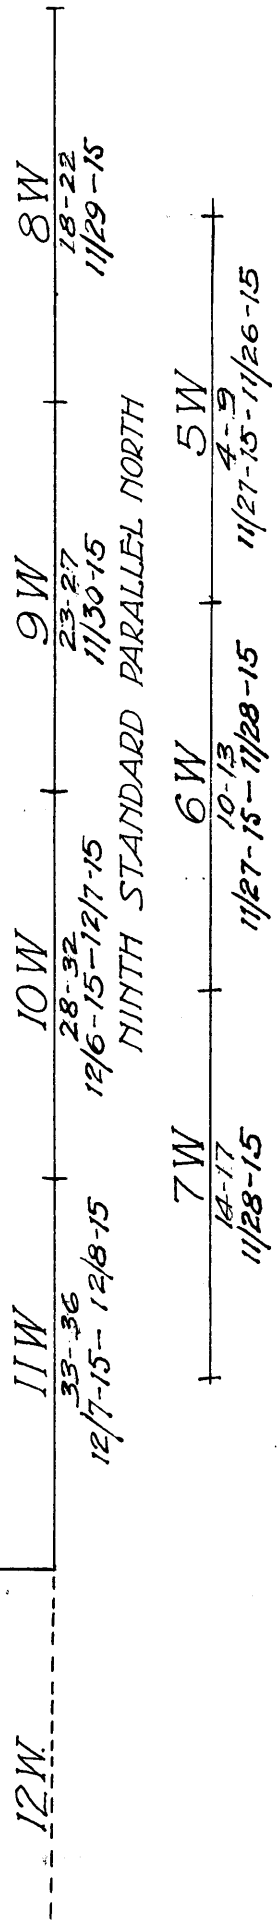 12W.
11W
33-36
12/7-15-12/8-15
10W
28-32
12/6-15-12/7-15
9W
23-27
11/30-15
8W
18-22
11/29-15
NINTH STANDARD PARALLEL NORTH
7W
14-17
11/28-15
6W
10-13
11/27-15-11/28-15
5W
4-9
11/27-15-11/26-15